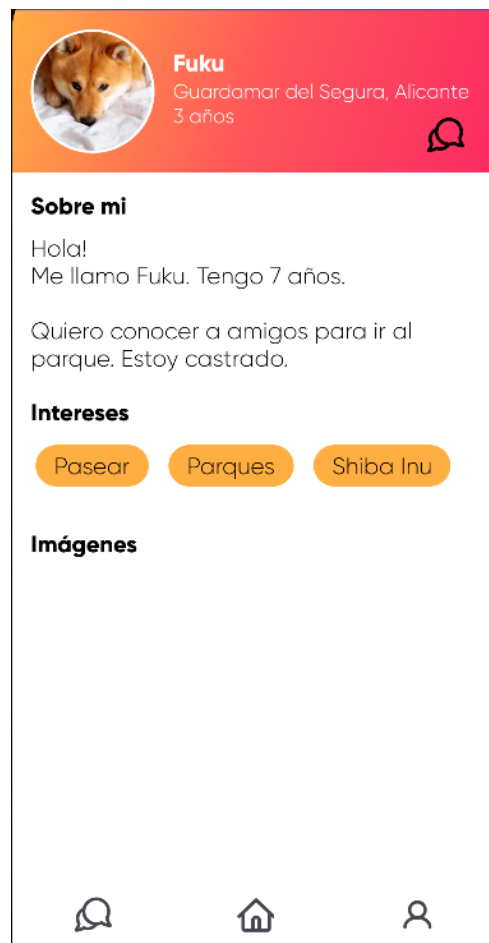 Fuku
Guardamar del Segura, Alicante
3 años
Sobre mi
Hola!
Me llamo Fuku. Tengo 7 años.
Quiero conocer a amigos para ir al
parque. Estoy castrado.
Intereses
Pasear Parques Shiba Inu
Imágenes